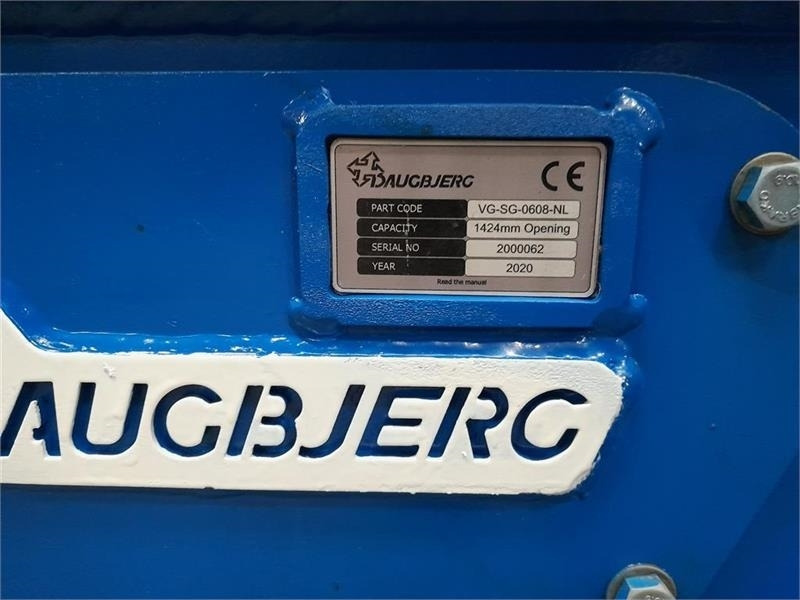 DAUGBJERG CE
PART CODE VG-SG-0608-NL
CAPACITY 1424mm Opening
SERIAL NO 2000062
YEAR 2020
Read the manual
AUGBJERG